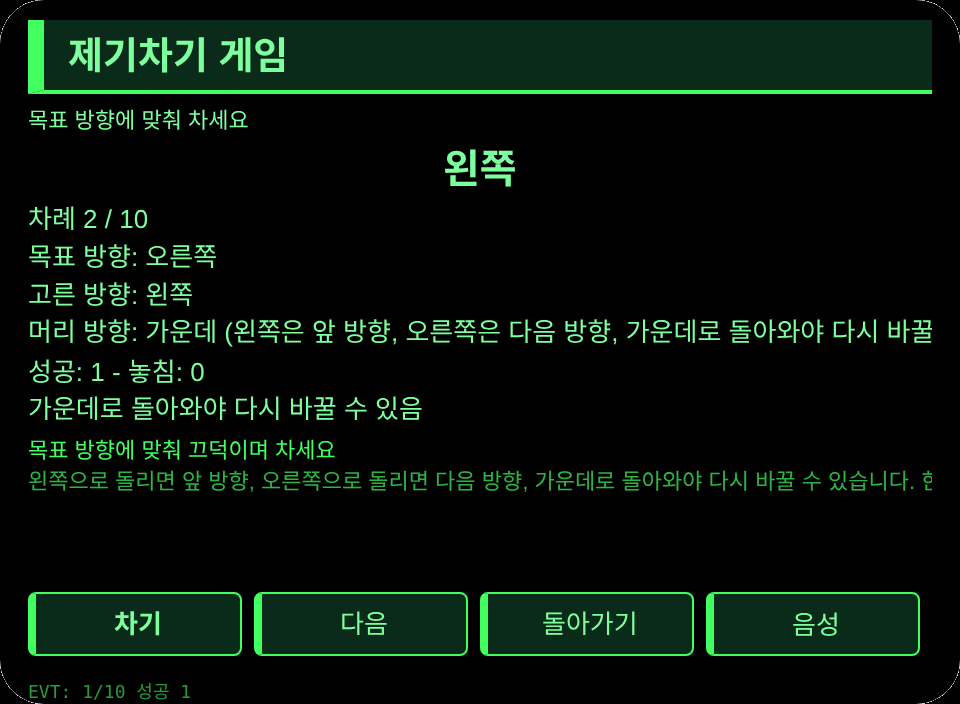 제기차기 게임
목표 방향에 맞춰 차세요
왼쪽
차례 2 / 10
목표 방향: 오른쪽
고른 방향: 왼쪽
머리 방향: 가운데 (왼쪽은 앞 방향, 오른쪽은 다음 방향, 가운데로 돌아와야 다시 바꿀
성공: 1 - 놓침: 0
가운데로 돌아와야 다시 바꿀 수 있음
목표 방향에 맞춰 끄덕이며 차세요
왼쪽으로 돌리면 앞 방향, 오른쪽으로 돌리면 다음 방향, 가운데로 돌아와야 다시 바꿀 수 있습니다.
차기
다음
돌아가기
음성
EVT: 1/10 성공 1